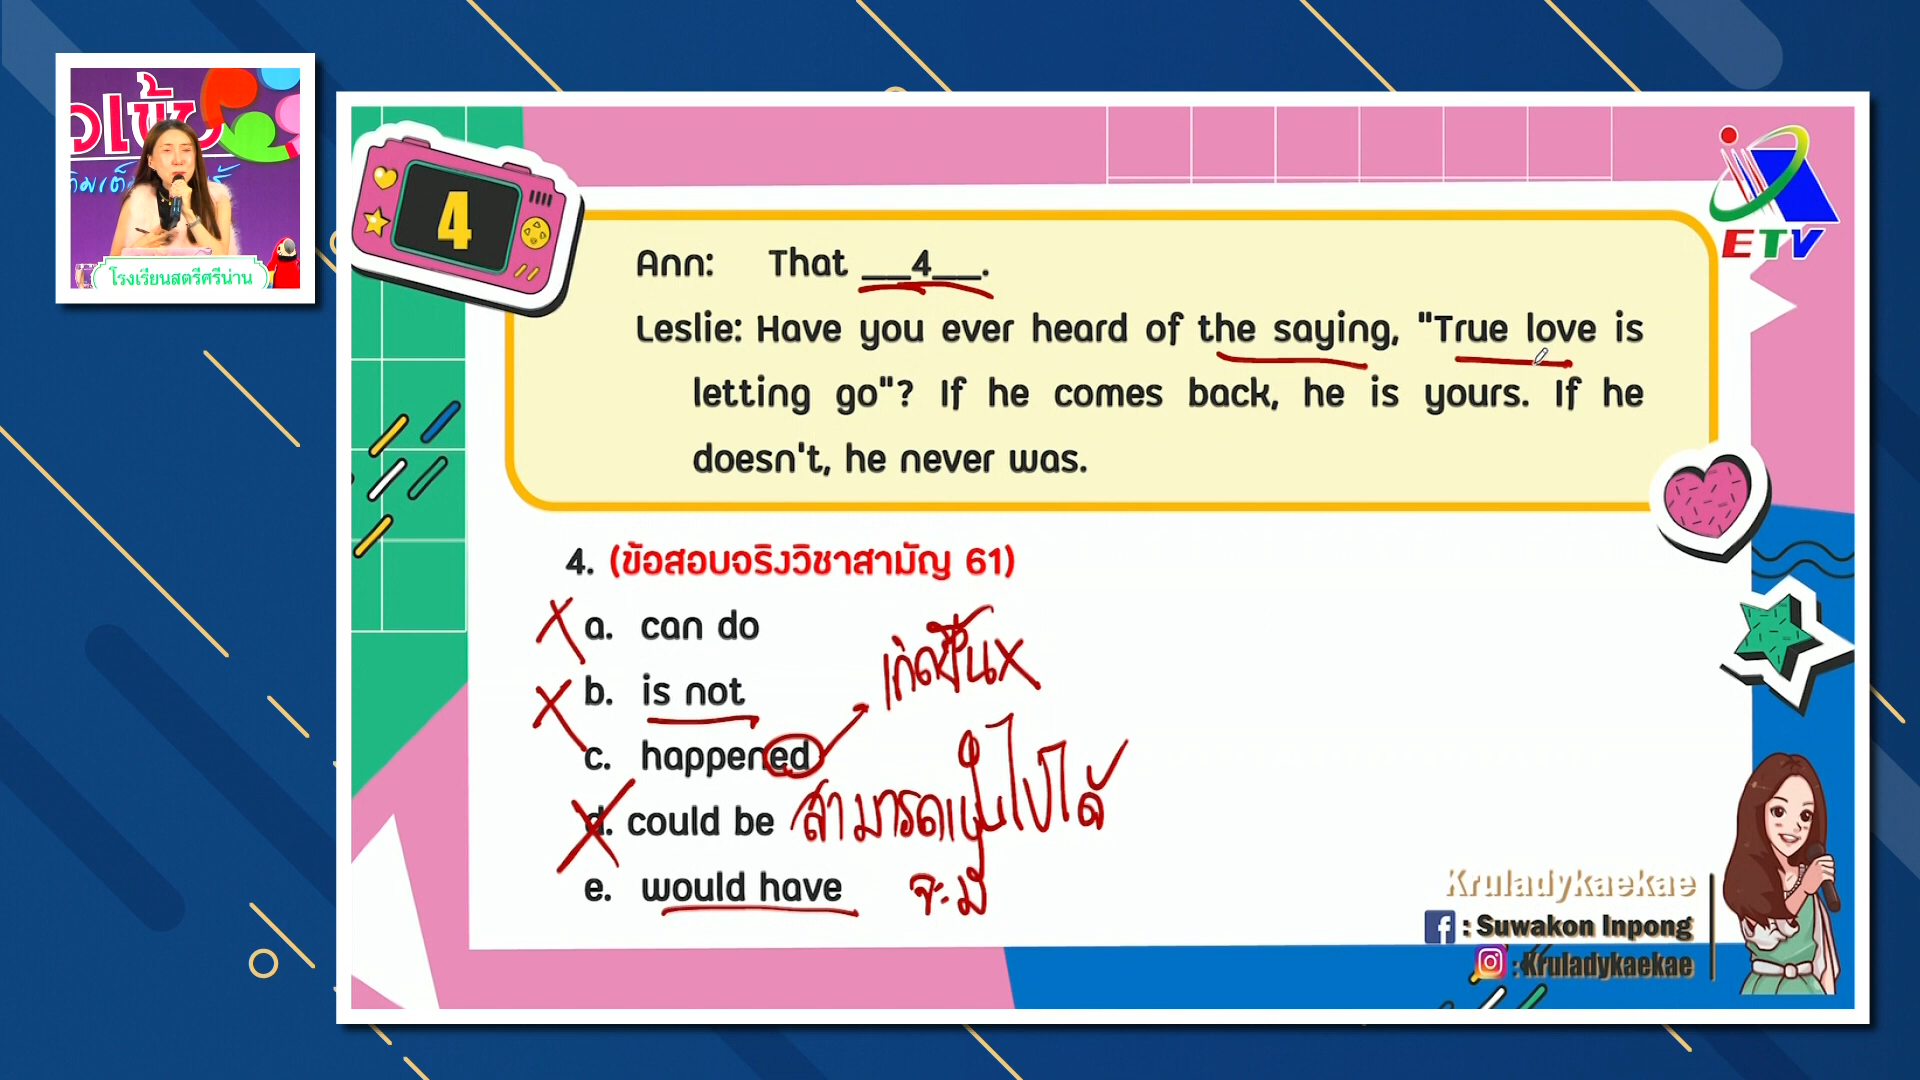 โรงเรียนสตรีศรีน่าน
4
ETV
Ann: That __4__.
Leslie: Have you ever heard of the saying, "True love is
letting go"? If he comes back, he is yours. If he
doesn't, he never was.
4. (ข้อสอบจริงวิชาสามัญ 61)
a. can do
b. is not
เกิดขึ้น X
c. happened
d. could be สามารถเป็นไปได้
e. would have จะมี
Kruladykaekae
f : Suwakon Inpong
: Kruladykaekae